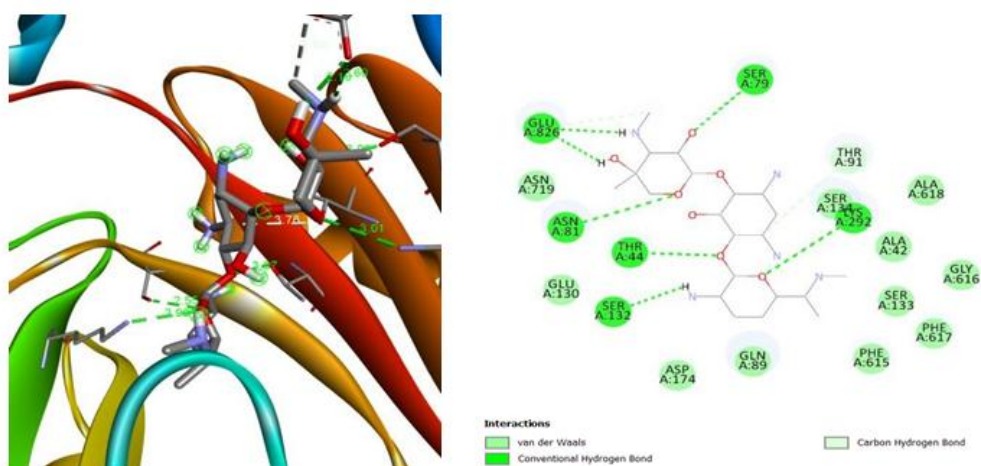 3.76
3.01
SER
A:79
GLU
A:826
H
N
O
THR
A:91
ASN
A:719
SER
A:134
ALA
A:618
ASN
A:81
LYS
A:292
THR
A:44
ALA
A:42
GLU
A:130
GLY
A:616
SER
A:132
SER
A:133
PHE
A:617
GLN
A:89
PHE
A:615
ASP
A:174
Interactions
van der Waals
Conventional Hydrogen Bond
Carbon Hydrogen Bond